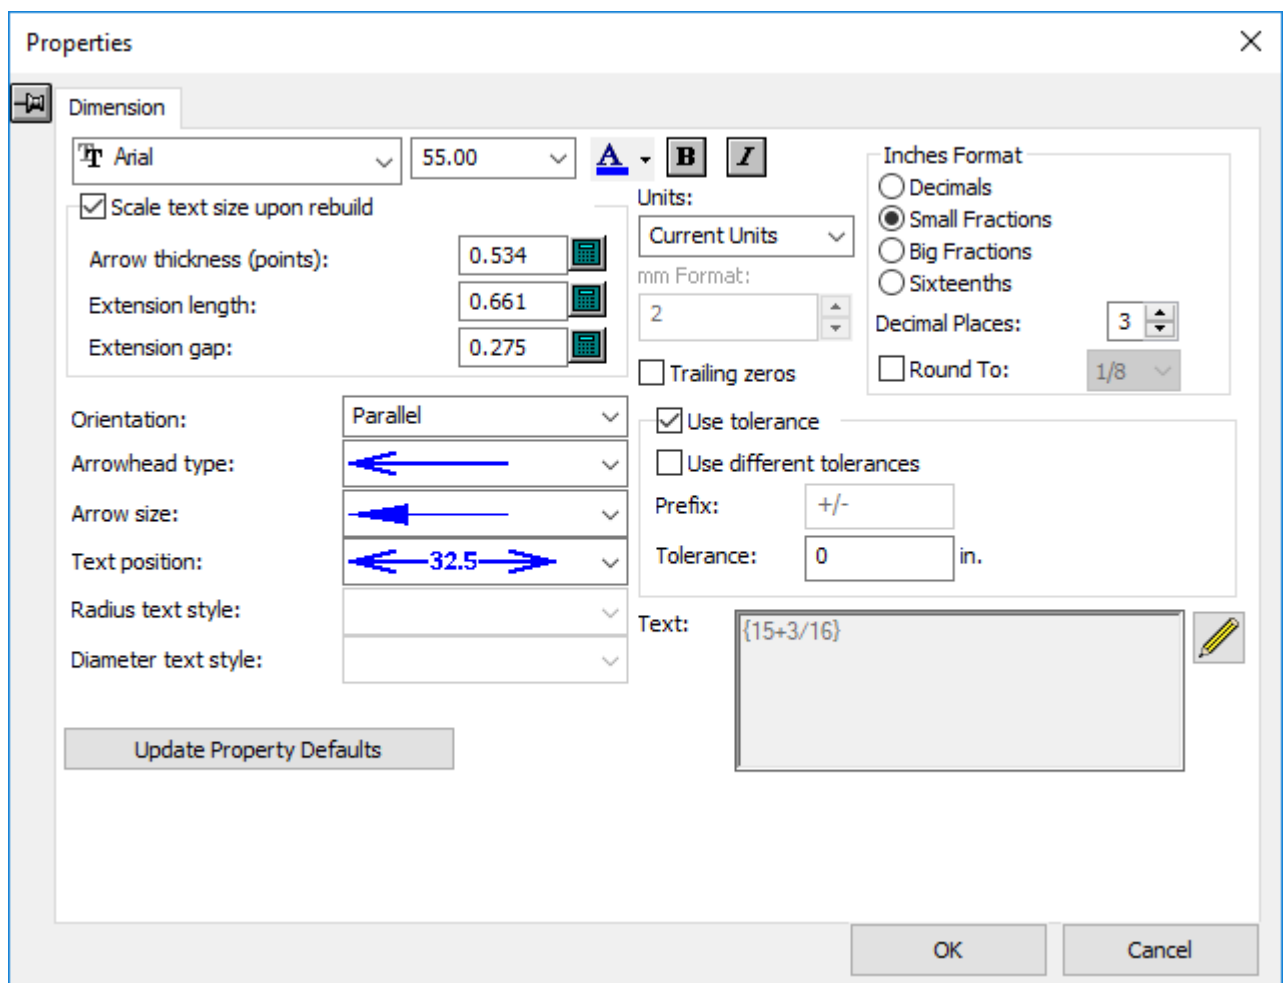 Properties
Dimension
Arial
55.00
A
B
I
Scale text size upon rebuild
Arrow thickness (points):
0.534
Extension length:
0.661
Extension gap:
0.275
Units:
Current Units
mm Format:
2
Trailing zeros
Inches Format
Decimals
Small Fractions
Big Fractions
Sixteenths
Decimal Places:
3
Round To:
1/8
Orientation:
Parallel
Arrowhead type:
Arrow size:
Text position:
32.5
Radius text style:
Diameter text style:
Use tolerance
Use different tolerances
Prefix:
+/-
Tolerance:
0
in.
Text:
{15+3/16}
Update Property Defaults
OK
Cancel